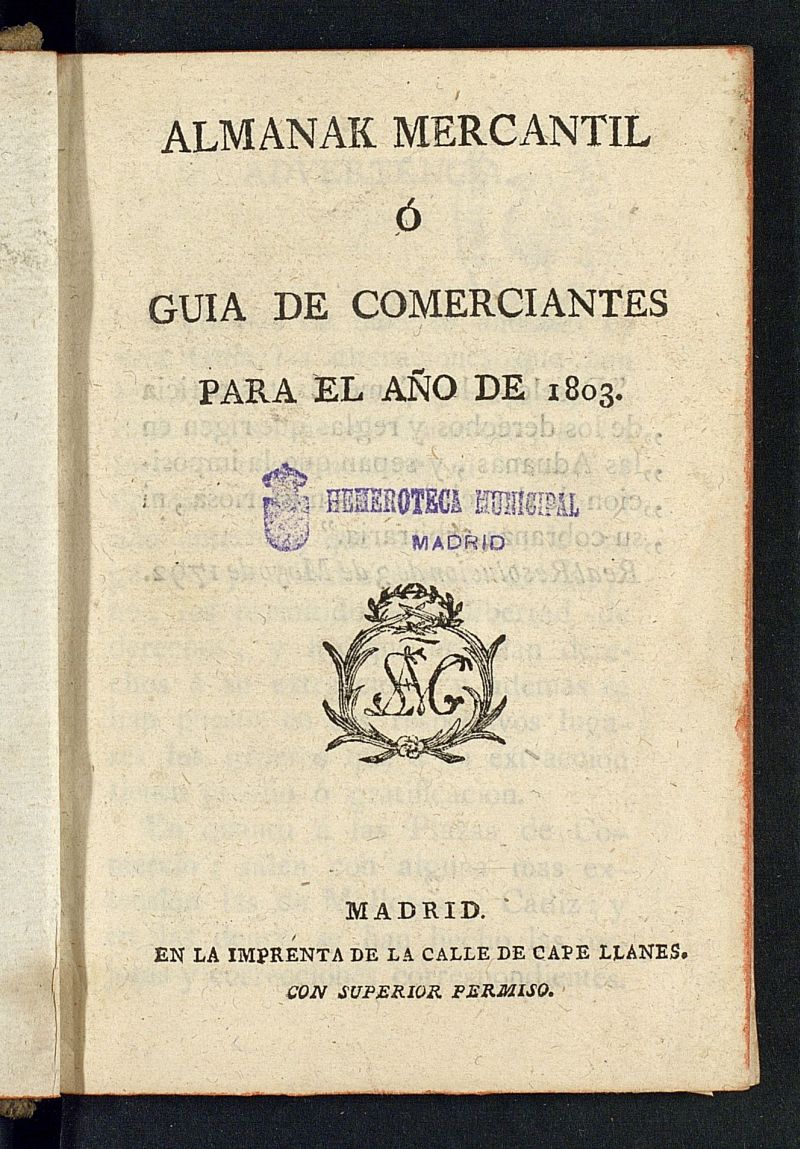 ALMANAK MERCANTIL
Ó
GUIA DE COMERCIANTES
PARA EL AÑO DE 1803.
HEMEROTECA MUNICIPAL
MADRID
MADRID.
EN LA IMPRENTA DE LA CALLE DE CAPE LLANES.
CON SUPERIOR PERMISO.